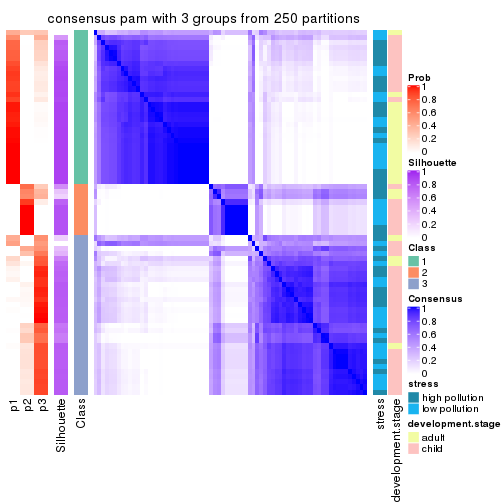 consensus pam with 3 groups from 250 partitions
Prob
1
0.8
0.6
0.4
0.2
0
Silhouette
1
0.8
0.6
0.4
0.2
0
Class
1
2
3
Consensus
1
0.8
0.6
0.4
0.2
0
stress
high pollution
low pollution
development.stage
adult
child
p1
p2
p3
Silhouette
Class
stress
development.stage